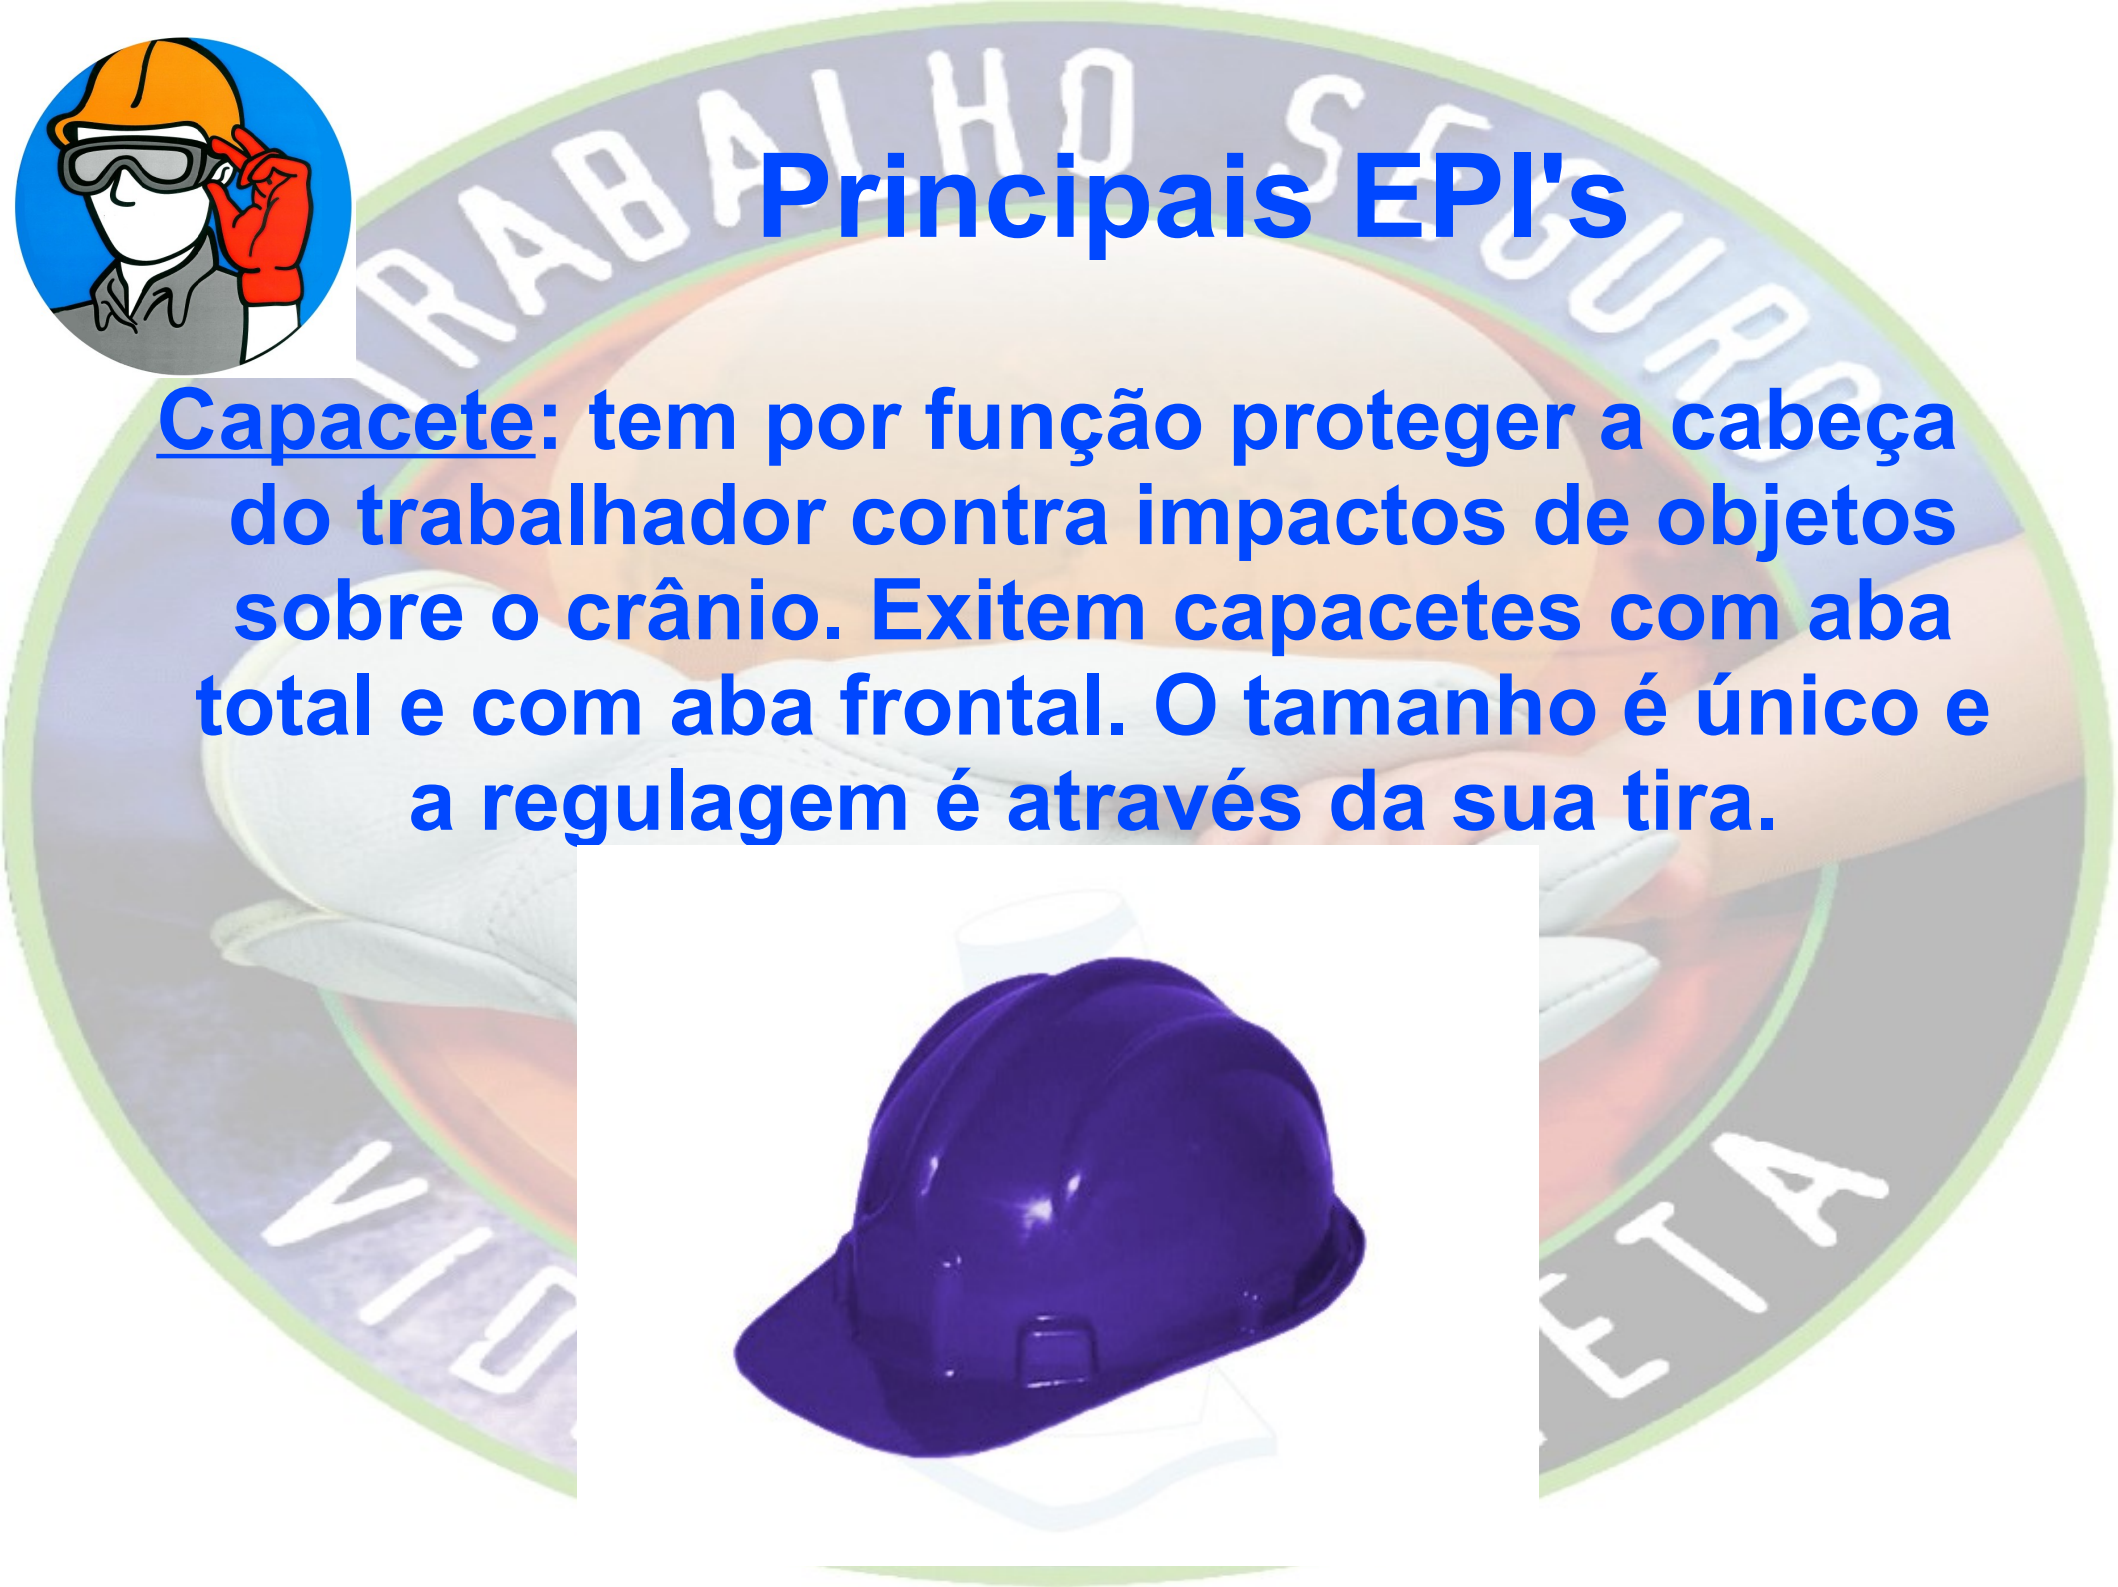 TRABALHO SEGURO
Principais EPI's
Capacete: tem por função proteger a cabeça
do trabalhador contra impactos de objetos
sobre o crânio. Exitem capacetes com aba
total e com aba frontal. O tamanho é único e
a regulagem é através da sua tira.